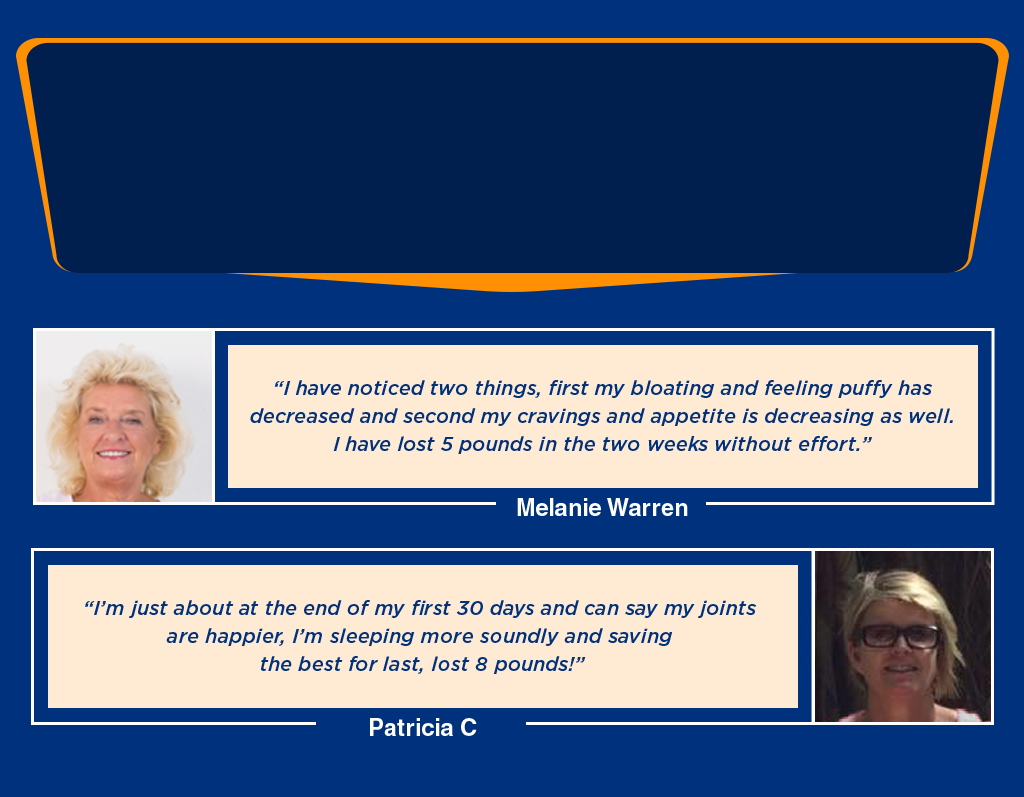 “I have noticed two things, first my bloating and feeling puffy has
decreased and second my cravings and appetite is decreasing as well.
I have lost 5 pounds in the two weeks without effort.”
Melanie Warren
“I’m just about at the end of my first 30 days and can say my joints
are happier, I’m sleeping more soundly and saving
the best for last, lost 8 pounds!”
Patricia C